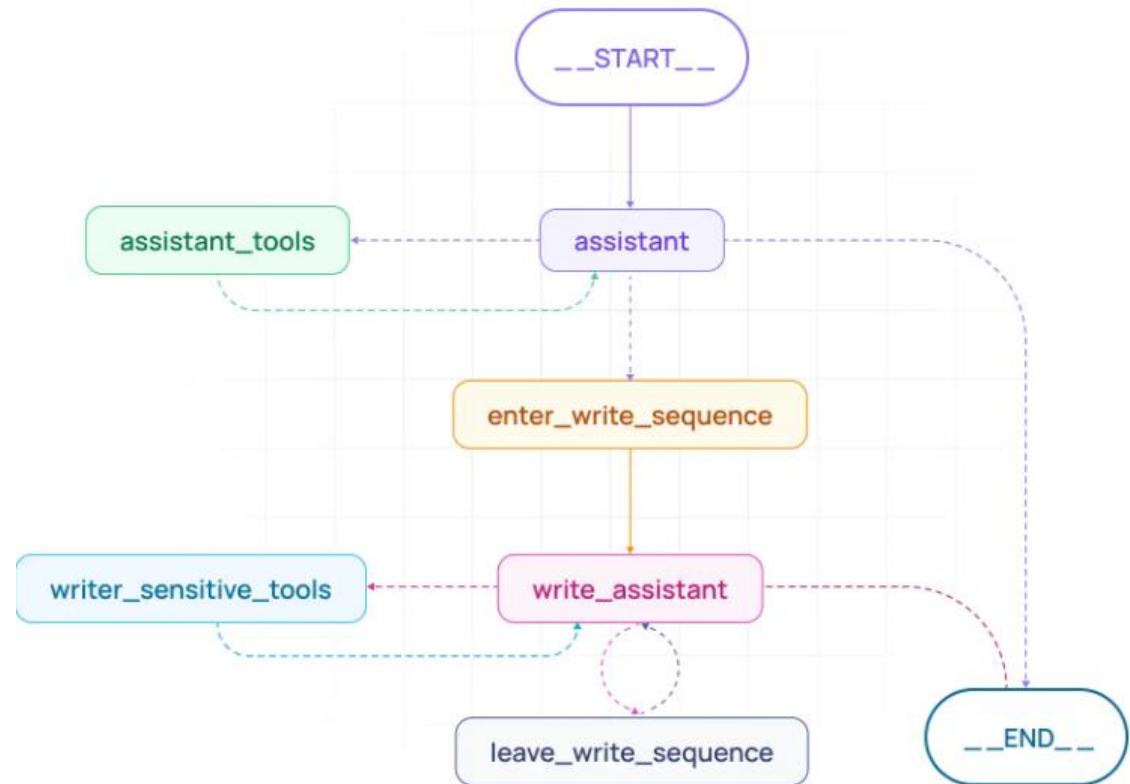 __START__
assistant_tools
assistant
enter_write_sequence
writer_sensitive_tools
write_assistant
leave_write_sequence
__END__